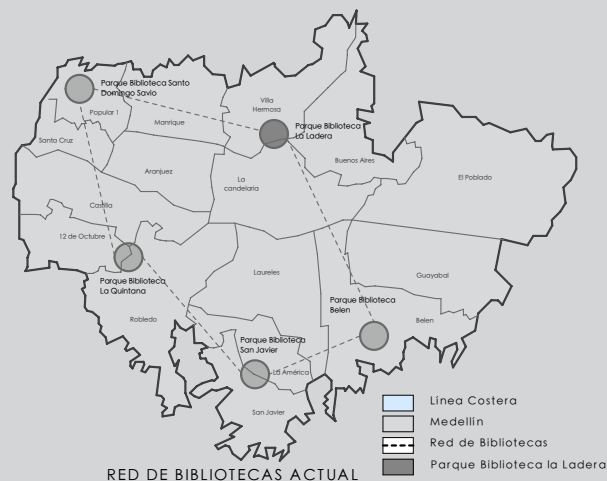 Parque Biblioteca Santo
Domingo Savio
Popular 1
Villa
Hermosa
Manrique
Parque Biblioteca
La Ladera
Santa Cruz
Buenos Aires
Aranjuez
La
candelaria
El Poblado
Castilla
12 de Octubre
Laureles
Guayabal
Parque Biblioteca
La Quintana
Parque Biblioteca
Belen
Robledo
Belen
Parque Biblioteca
San Javier
La América
San Javier
Linea Costera
Medellín
Red de Bibliotecas
Parque Biblioteca la Ladera
RED DE BIBLIOTECAS ACTUAL